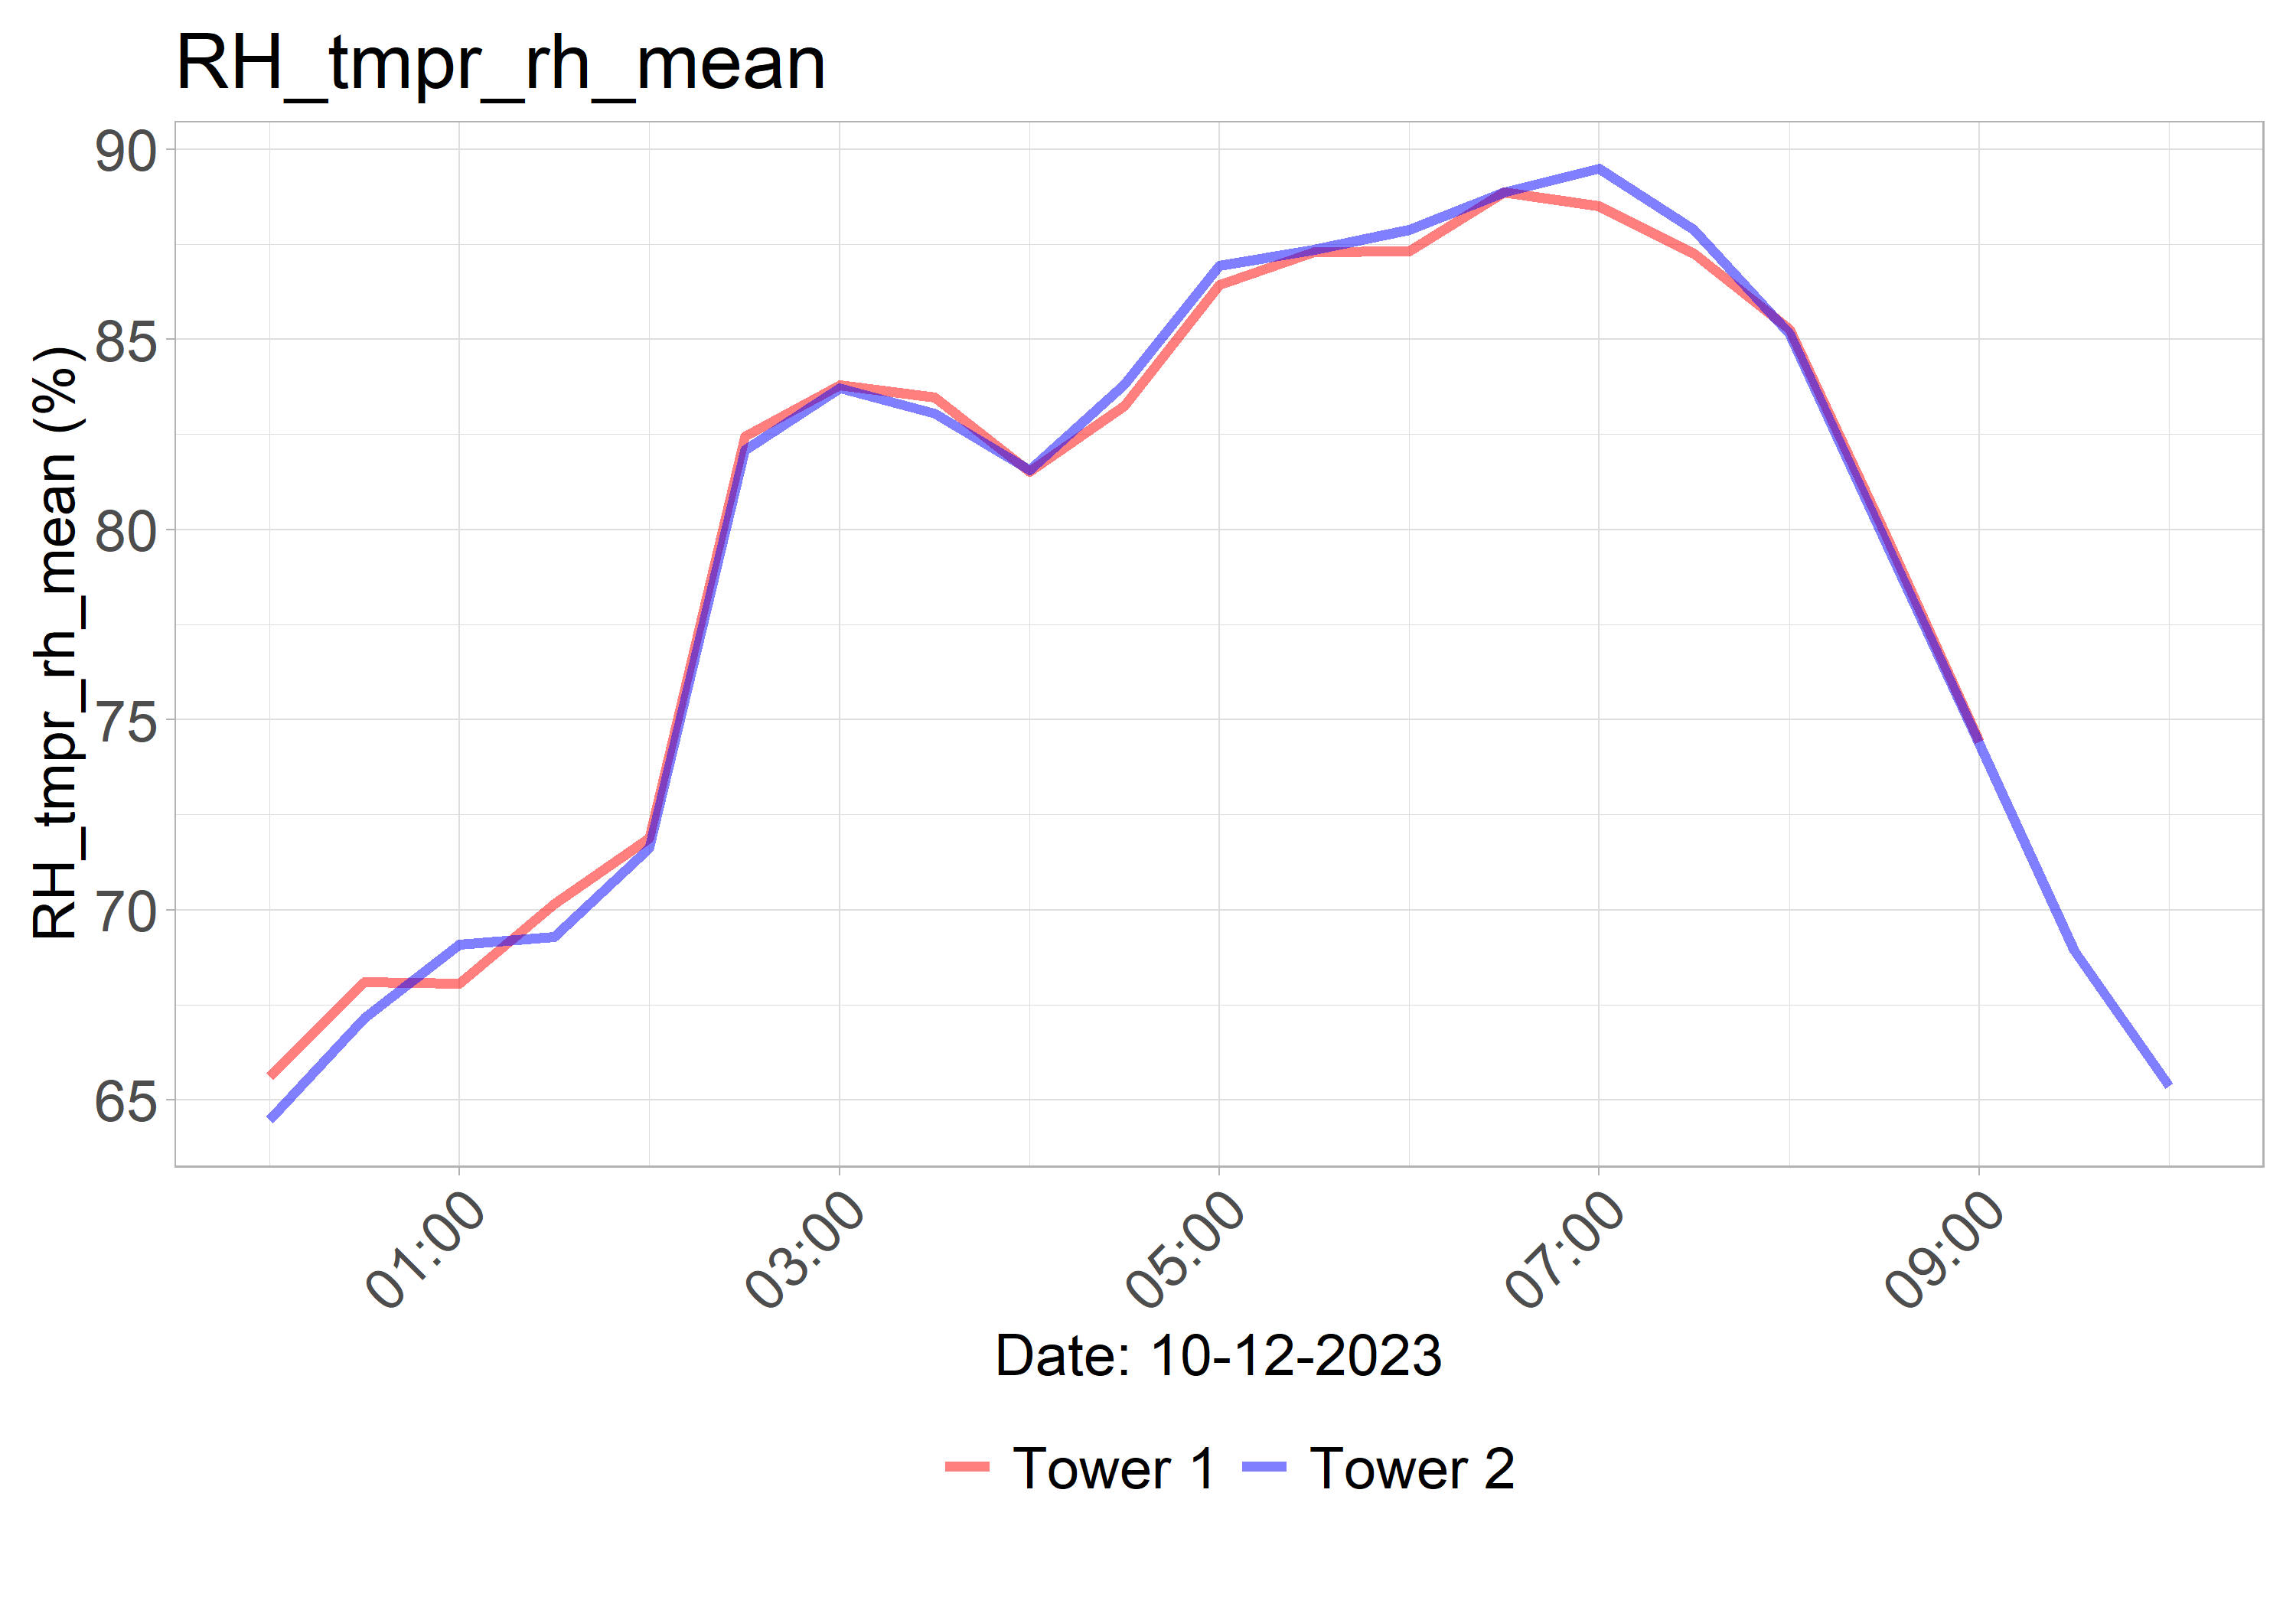 RH_tmpr_rh_mean
RH_tmpr_rh_mean (%)
90
85
80
75
70
65
01:00
03:00
05:00
07:00
09:00
Date: 10-12-2023
Tower 1
Tower 2